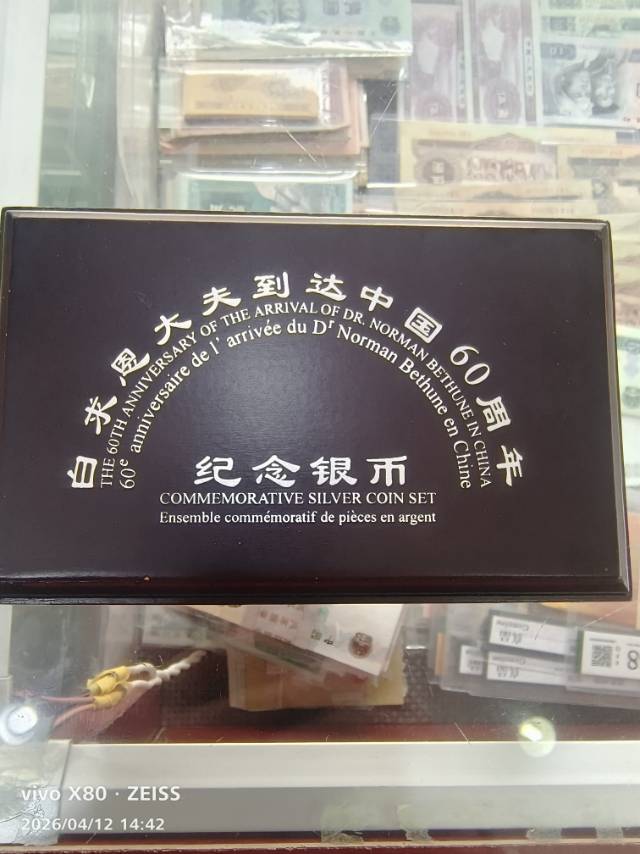 白求恩大夫到达中国60周年
THE 60TH ANNIVERSARY OF THE ARRIVAL OF DR. NORMAN BETHUNE IN CHINA
60e anniversaire de l' arrivée du Dr Norman Bethune en Chine
纪念银币
COMMEMORATIVE SILVER COIN SET
Ensemble commémoratif de pièces en argent
vivo X80 · ZEISS
2026/04/12 14:42